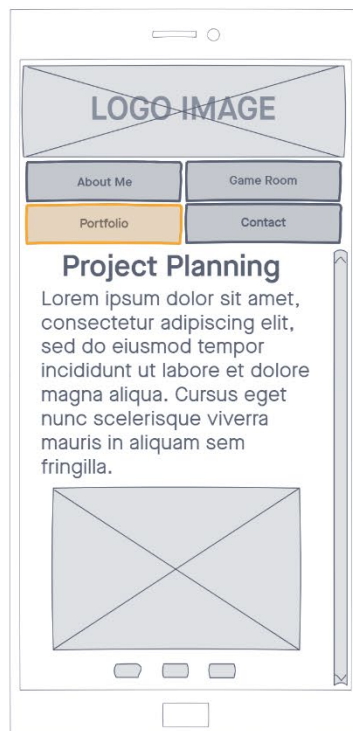 LOGO IMAGE
About Me
Game Room
Portfolio
Contact
Project Planning
Lorem ipsum dolor sit amet,
consectetur adipiscing elit,
sed do eiusmod tempor
incididunt ut labore et dolore
magna aliqua. Cursus eget
nunc scelerisque viverra
mauris in aliquam sem
fringilla.